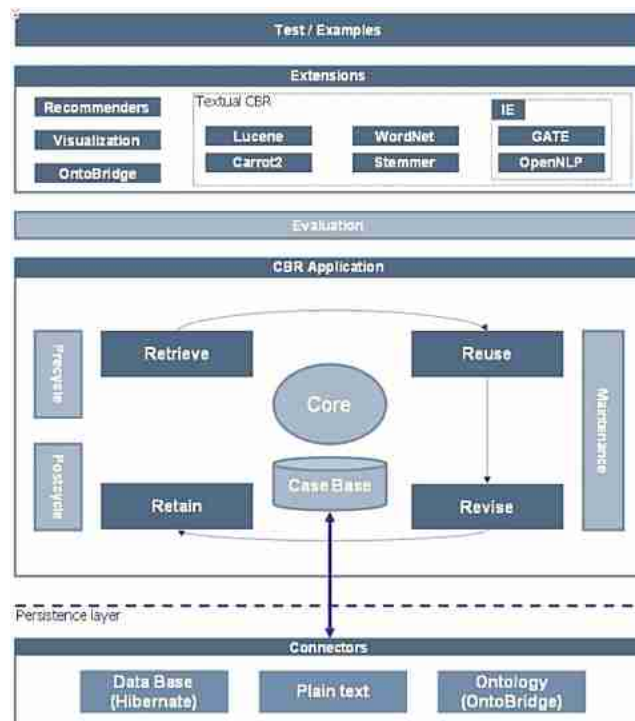 Test / Examples
Extensions
Recommenders
Visualization
OntoBridge
Textual CBR
Lucene
WordNet
Carrot2
Stemmer
IE
GATE
OpenNLP
Evaluation
CBR Application
Precycle
Postcycle
Retrieve
Reuse
Core
Case Base
Retain
Revise
Maintenance
Persistence layer
Connectors
Data Base
(Hibernate)
Plain text
Ontology
(OntoBridge)